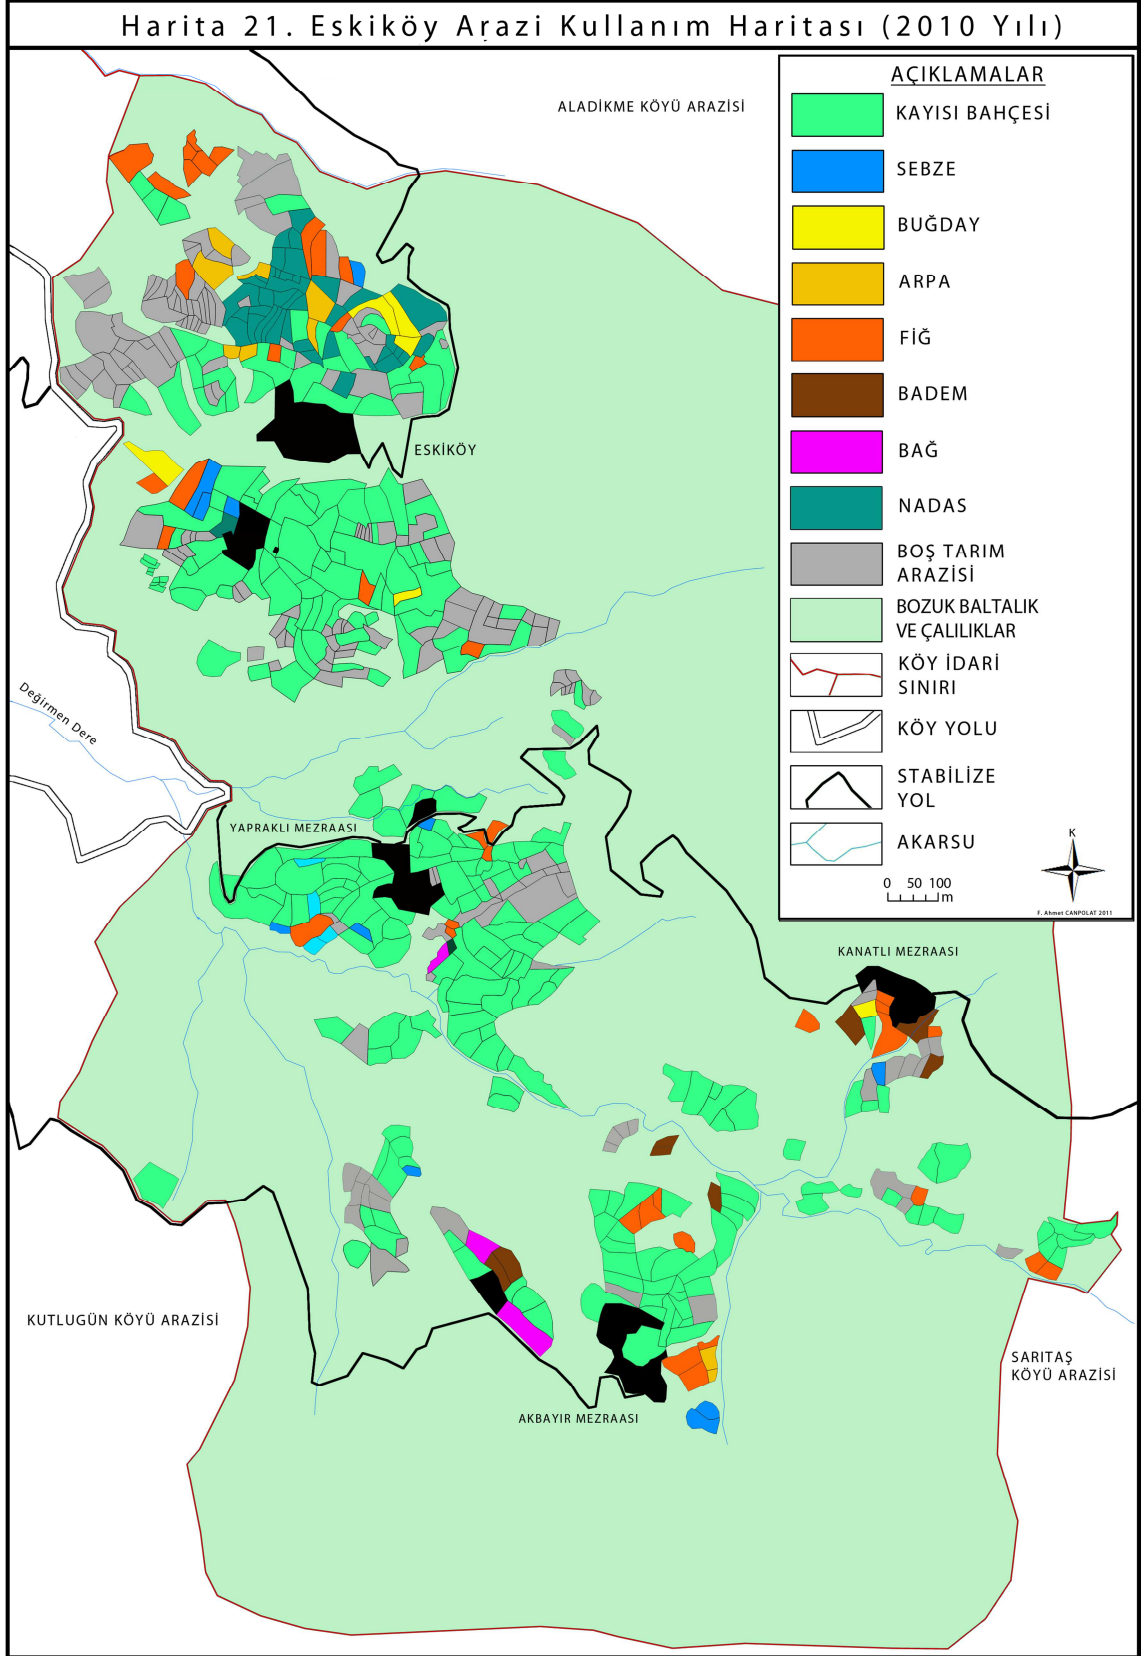 Harita 21. Eskiköy Arazi Kullanım Haritası (2010 Yılı)
AÇIKLAMALAR
KAYISI BAHÇESİ
SEBZE
BUĞDAY
ARPA
FİĞ
BADEM
BAĞ
NADAS
BOŞ TARIM
ARAZİSİ
BOZUK BALTALIK
VE ÇALILIKLAR
KÖY İDARİ
SINIRI
KÖY YOLU
STABİLİZE
YOL
AKARSU
K
0 50 100
m
F. Ahmet CANPOLAT 2011
ALADİKME KÖYÜ ARAZİSİ
ESKİKÖY
Değirmen Dere
YAPRAKLI MEZRAASI
KANATLI MEZRAASI
KUTLUGÜN KÖYÜ ARAZİSİ
SARITAŞ
KÖYÜ ARAZİSİ
AKBAYIR MEZRAASI